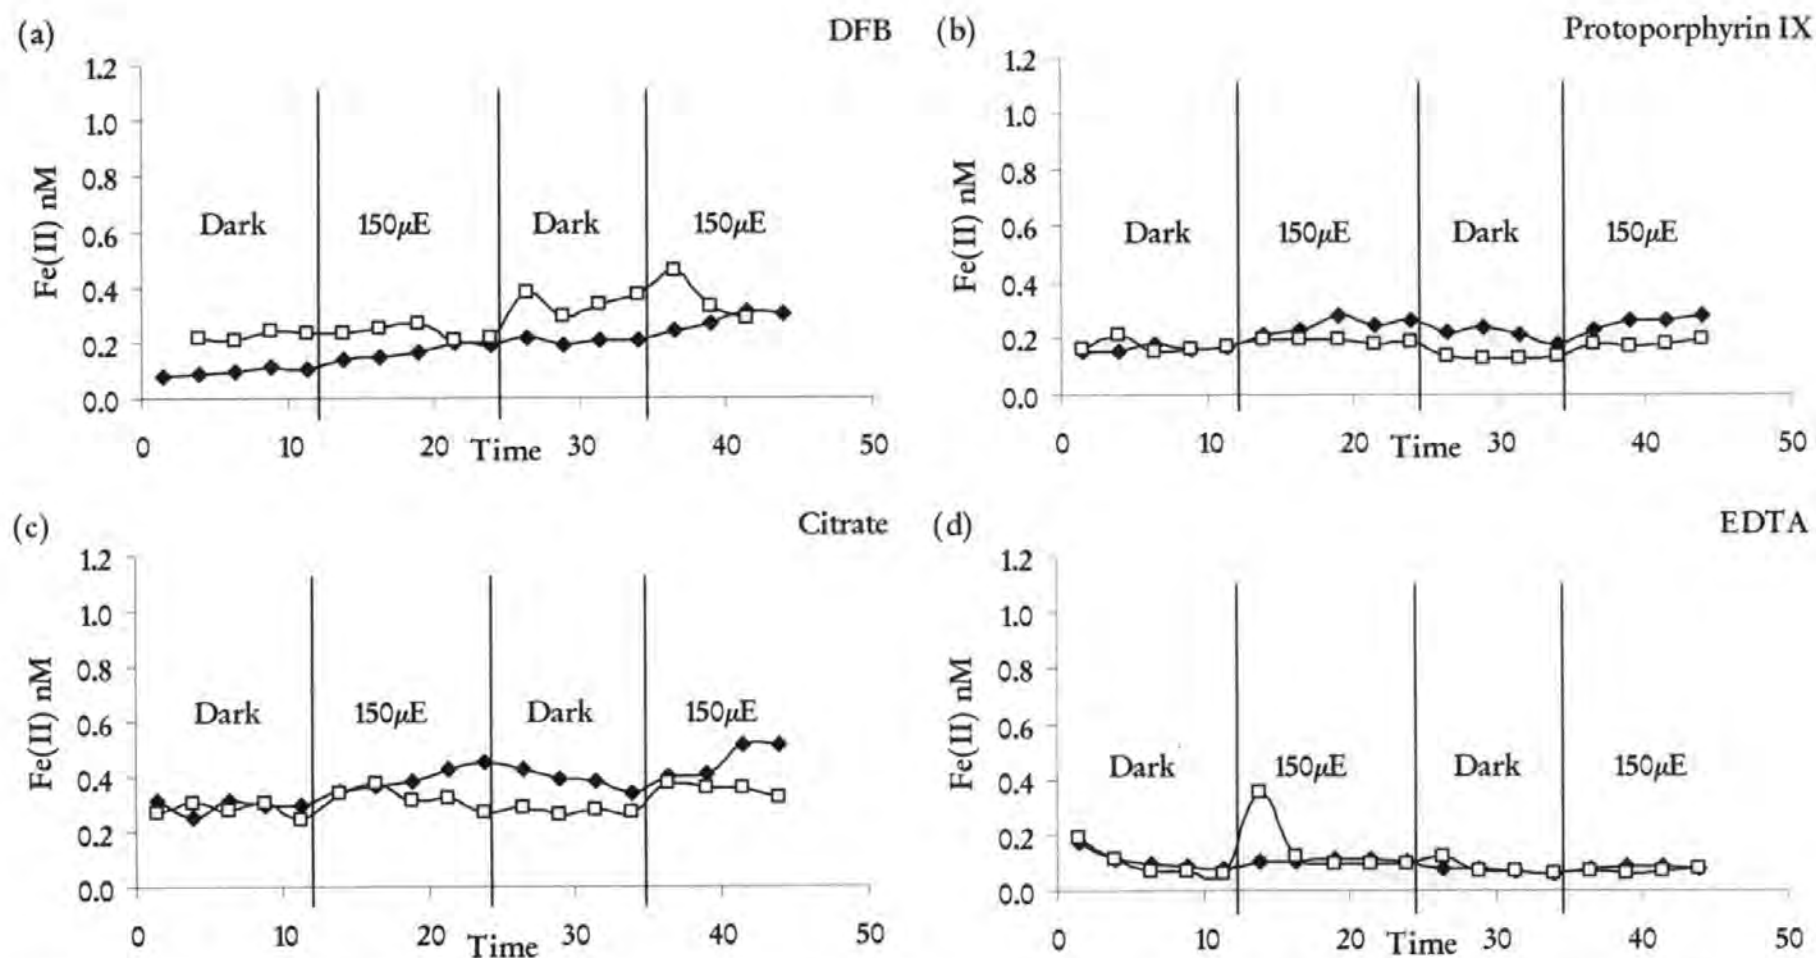 (a) DFB
1.2
1.0
0.8
0.6
0.4
0.2
0.0
Fe(II) nM
Dark 150μE Dark 150μE
0 10 20 30 40 50
Time
(b) Protoporphyrin IX
1.2
1.0
0.8
0.6
0.4
0.2
0.0
Fe(II) nM
Dark 150μE Dark 150μE
0 10 20 30 40 50
Time
(c) Citrate
1.2
1.0
0.8
0.6
0.4
0.2
0.0
Fe(II) nM
Dark 150μE Dark 150μE
0 10 20 30 40 50
Time
(d) EDTA
1.2
1.0
0.8
0.6
0.4
0.2
0.0
Fe(II) nM
Dark 150μE Dark 150μE
0 10 20 30 40 50
Time